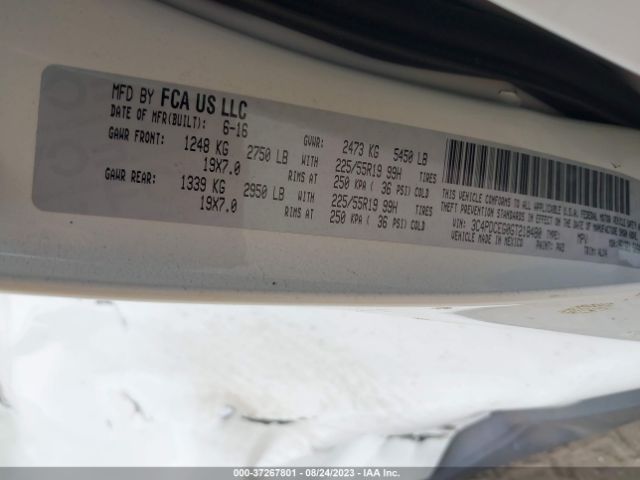 MFD BY FCA US LLC
DATE OF MFR(BUILT): 6-16
GVWR: 2473 KG 5450 LB
GAWR FRONT: 1248 KG 2750 LB WITH 225/55R19 99H TIRES
19X7.0 RIMS AT 250 KPA ( 36 PSI) COLD
GAWR REAR: 1339 KG 2950 LB WITH 225/55R19 99H TIRES
19X7.0 RIMS AT 250 KPA ( 36 PSI) COLD
THIS VEHICLE CONFORMS TO ALL APPLICABLE U.S.A. FEDERAL MOTOR VEHICLE SAFETY
THEFT PREVENTION STANDARDS IN EFFECT ON THE DATE OF MANUFACTURE SHOWN
VIN: 3C4PDCEG0GT218480 TYPE: MPV
VEHICLE MADE IN MEXICO PAINT: PW2 TRIM:
000-37267801 - 08/24/2023 - IAA Inc.